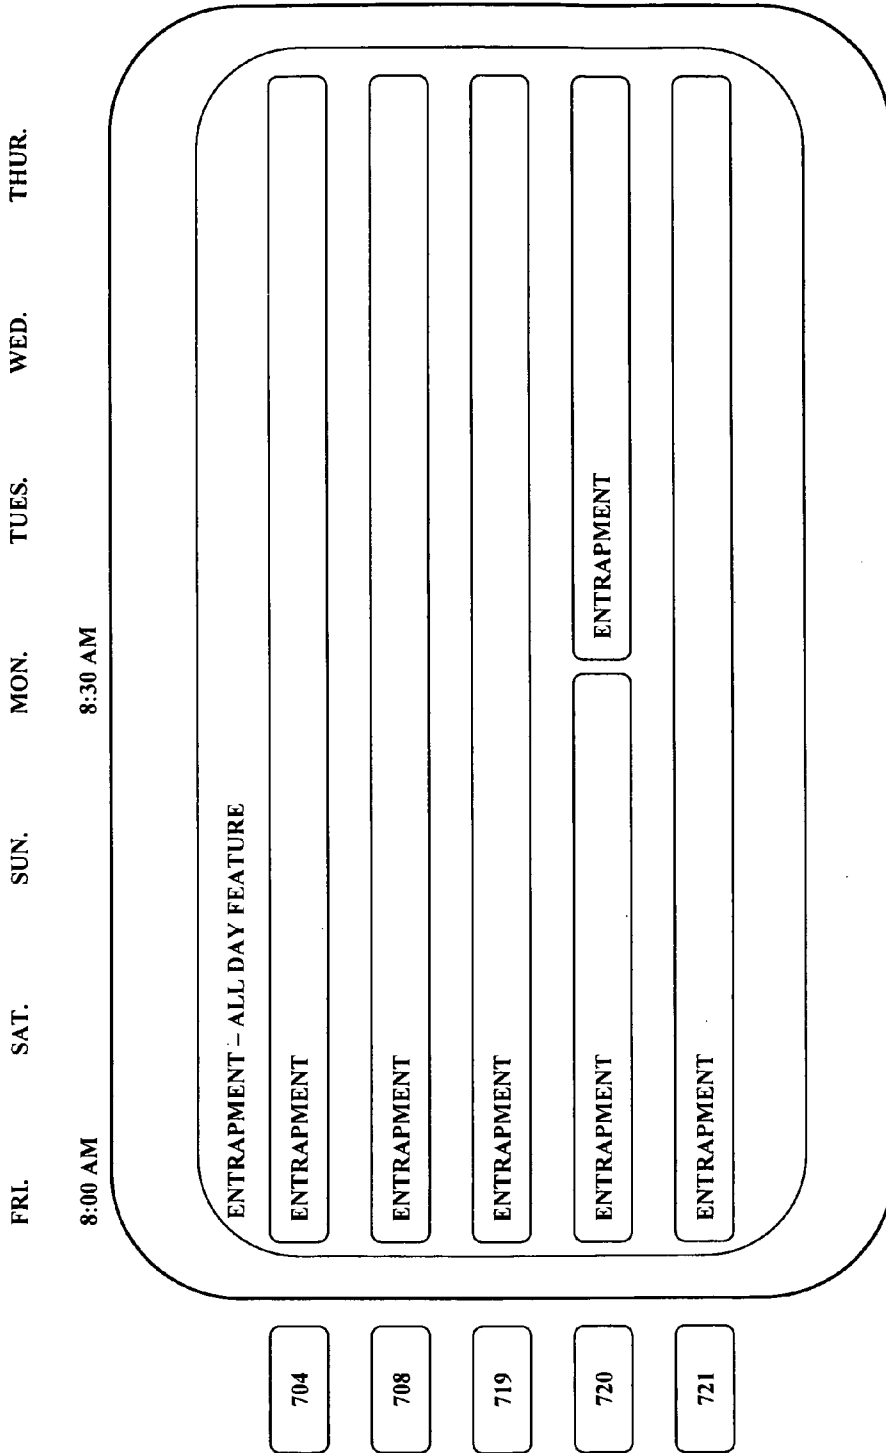 FRI. SAT. SUN. MON. TUES. WED. THUR.
8:00 AM 8:30 AM
ENTRAPMENT – ALL DAY FEATURE
704 ENTRAPMENT
708 ENTRAPMENT
719 ENTRAPMENT
720 ENTRAPMENT ENTRAPMENT
721 ENTRAPMENT